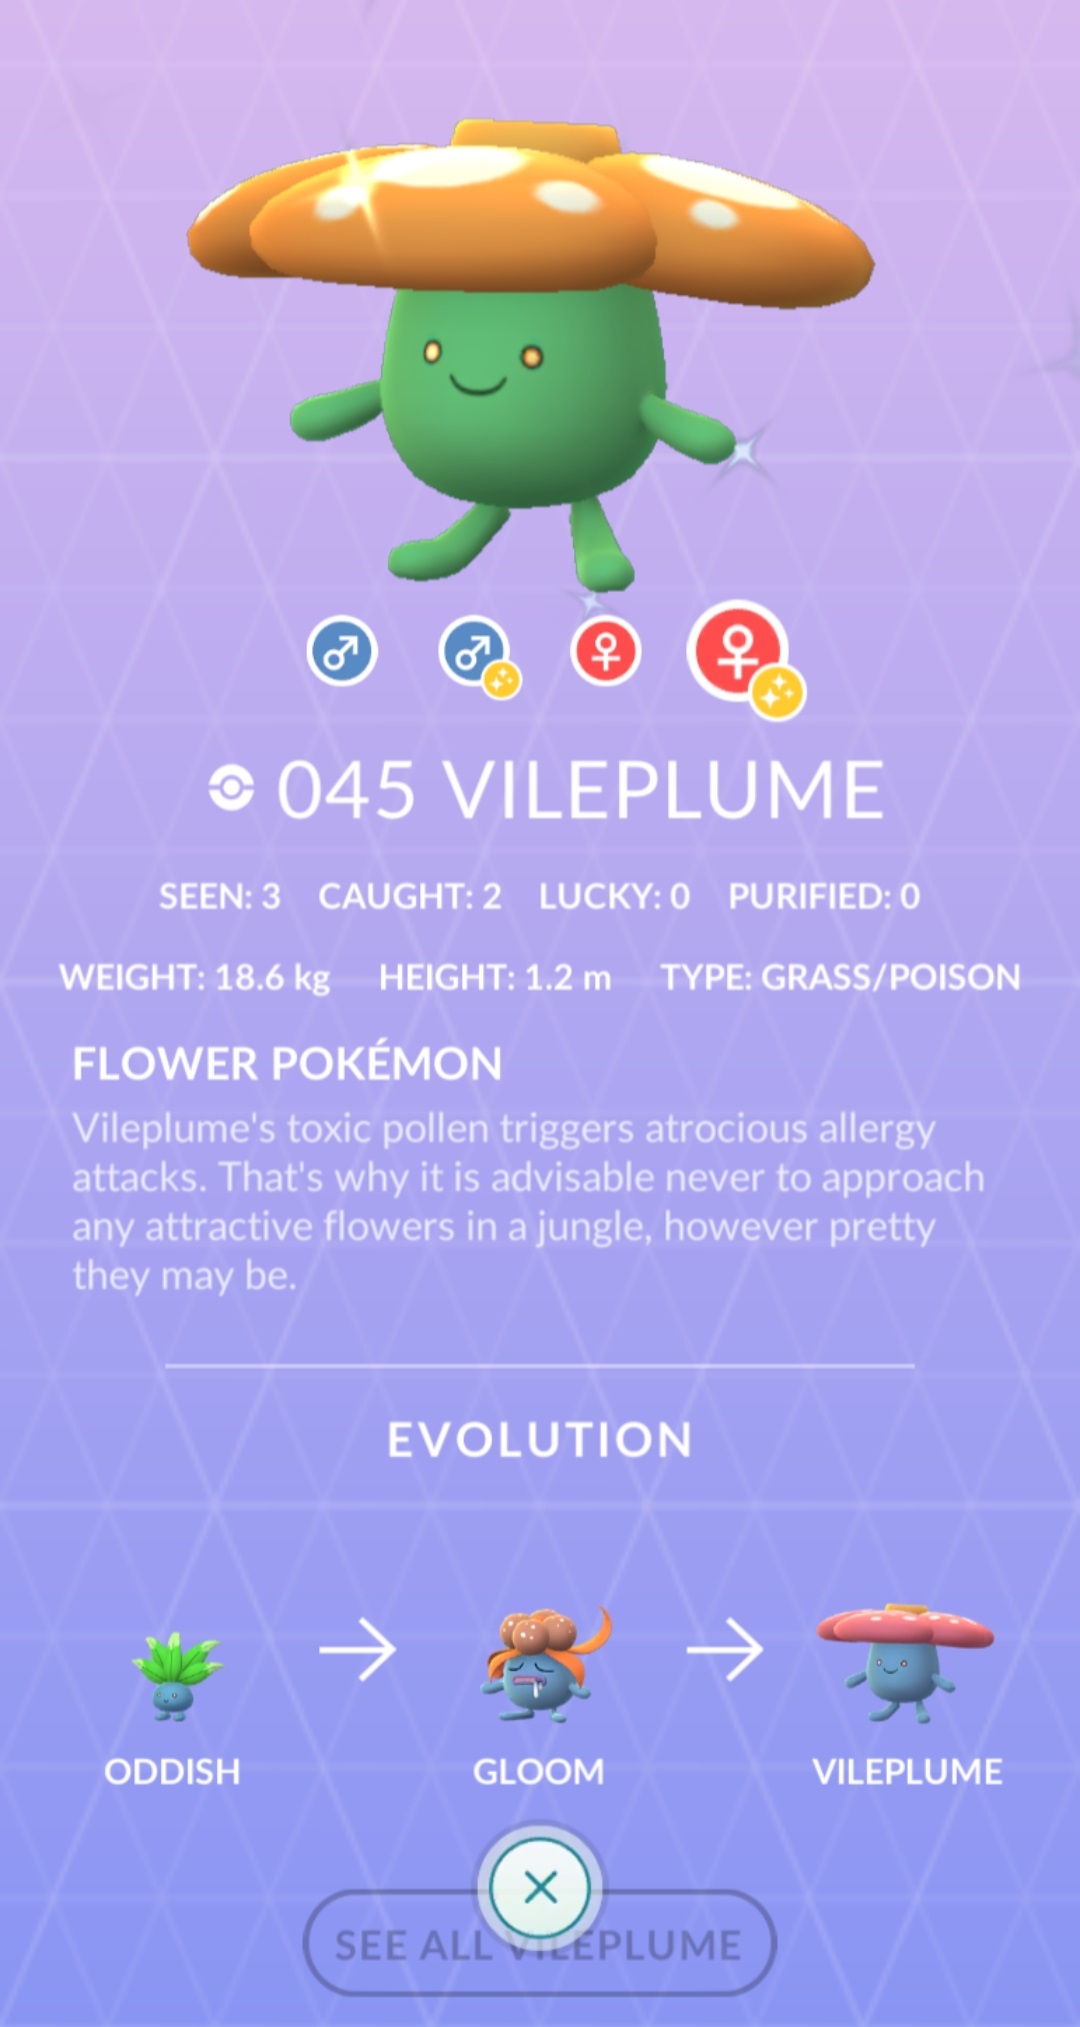 045 VILEPLUME
SEEN: 3 CAUGHT: 2 LUCKY: 0 PURIFIED: 0
WEIGHT: 18.6 kg HEIGHT: 1.2 m TYPE: GRASS/POISON
FLOWER POKÉMON
Vileplume's toxic pollen triggers atrocious allergy
attacks. That's why it is advisable never to approach
any attractive flowers in a jungle, however pretty
they may be.
EVOLUTION
ODDISH GLOOM VILEPLUME
SEE ALL VILEPLUME